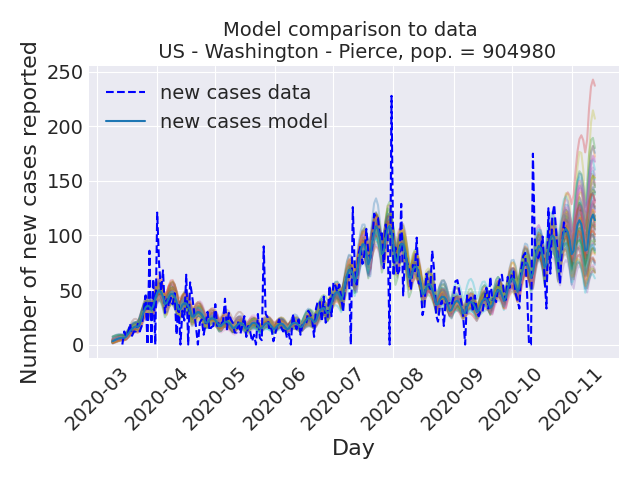 Model comparison to data
US - Washington - Pierce, pop. = 904980
Number of new cases reported
250
200
150
100
50
0
new cases data
new cases model
2020-03
2020-04
2020-05
2020-06
2020-07
2020-08
2020-09
2020-10
2020-11
Day